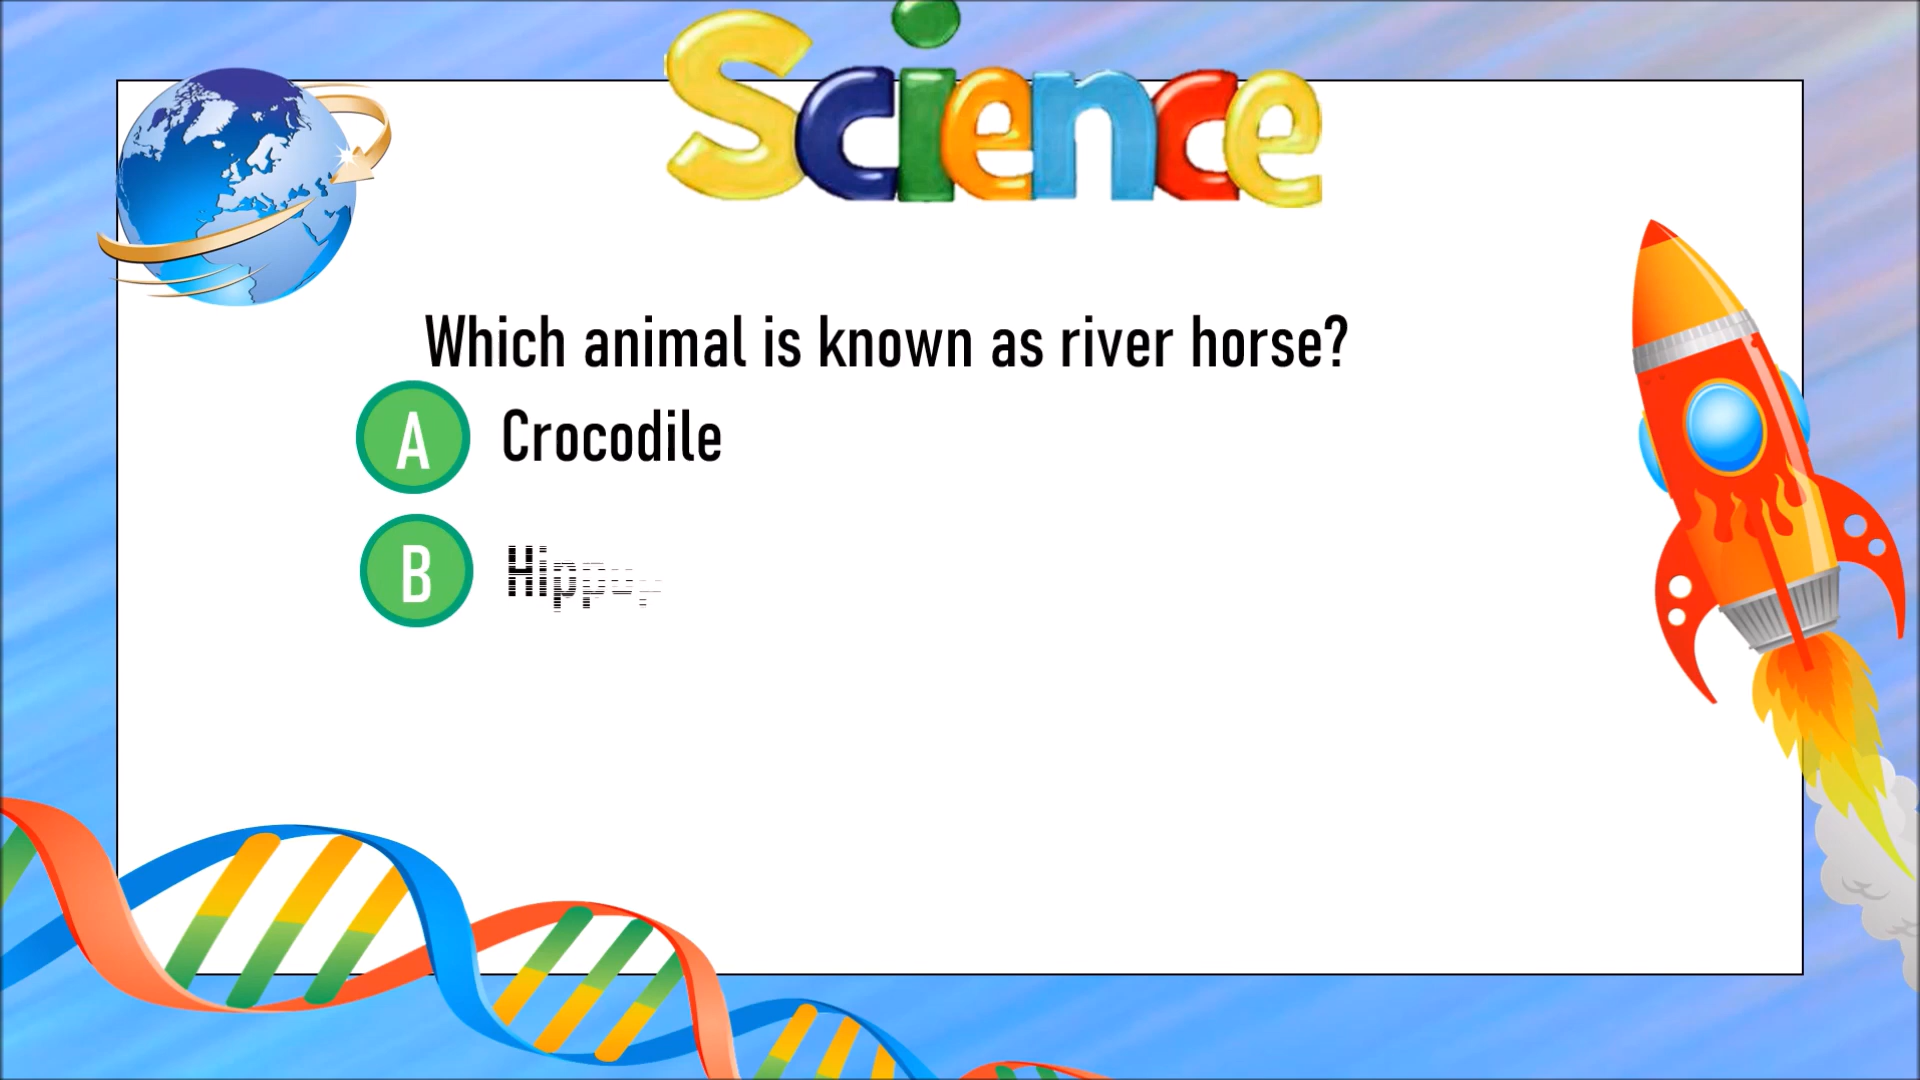 Science
Which animal is known as river horse?
A Crocodile
B